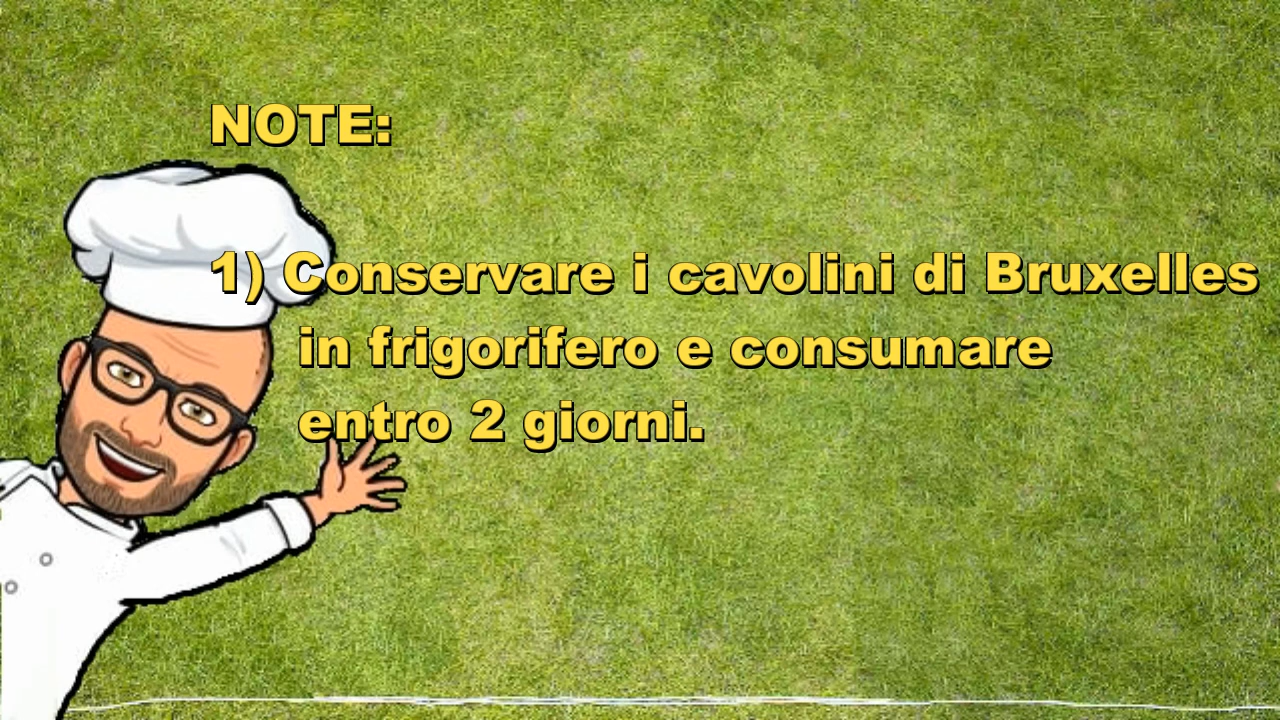 NOTE:
1) Conservare i cavolini di Bruxelles
in frigorifero e consumare
entro 2 giorni.